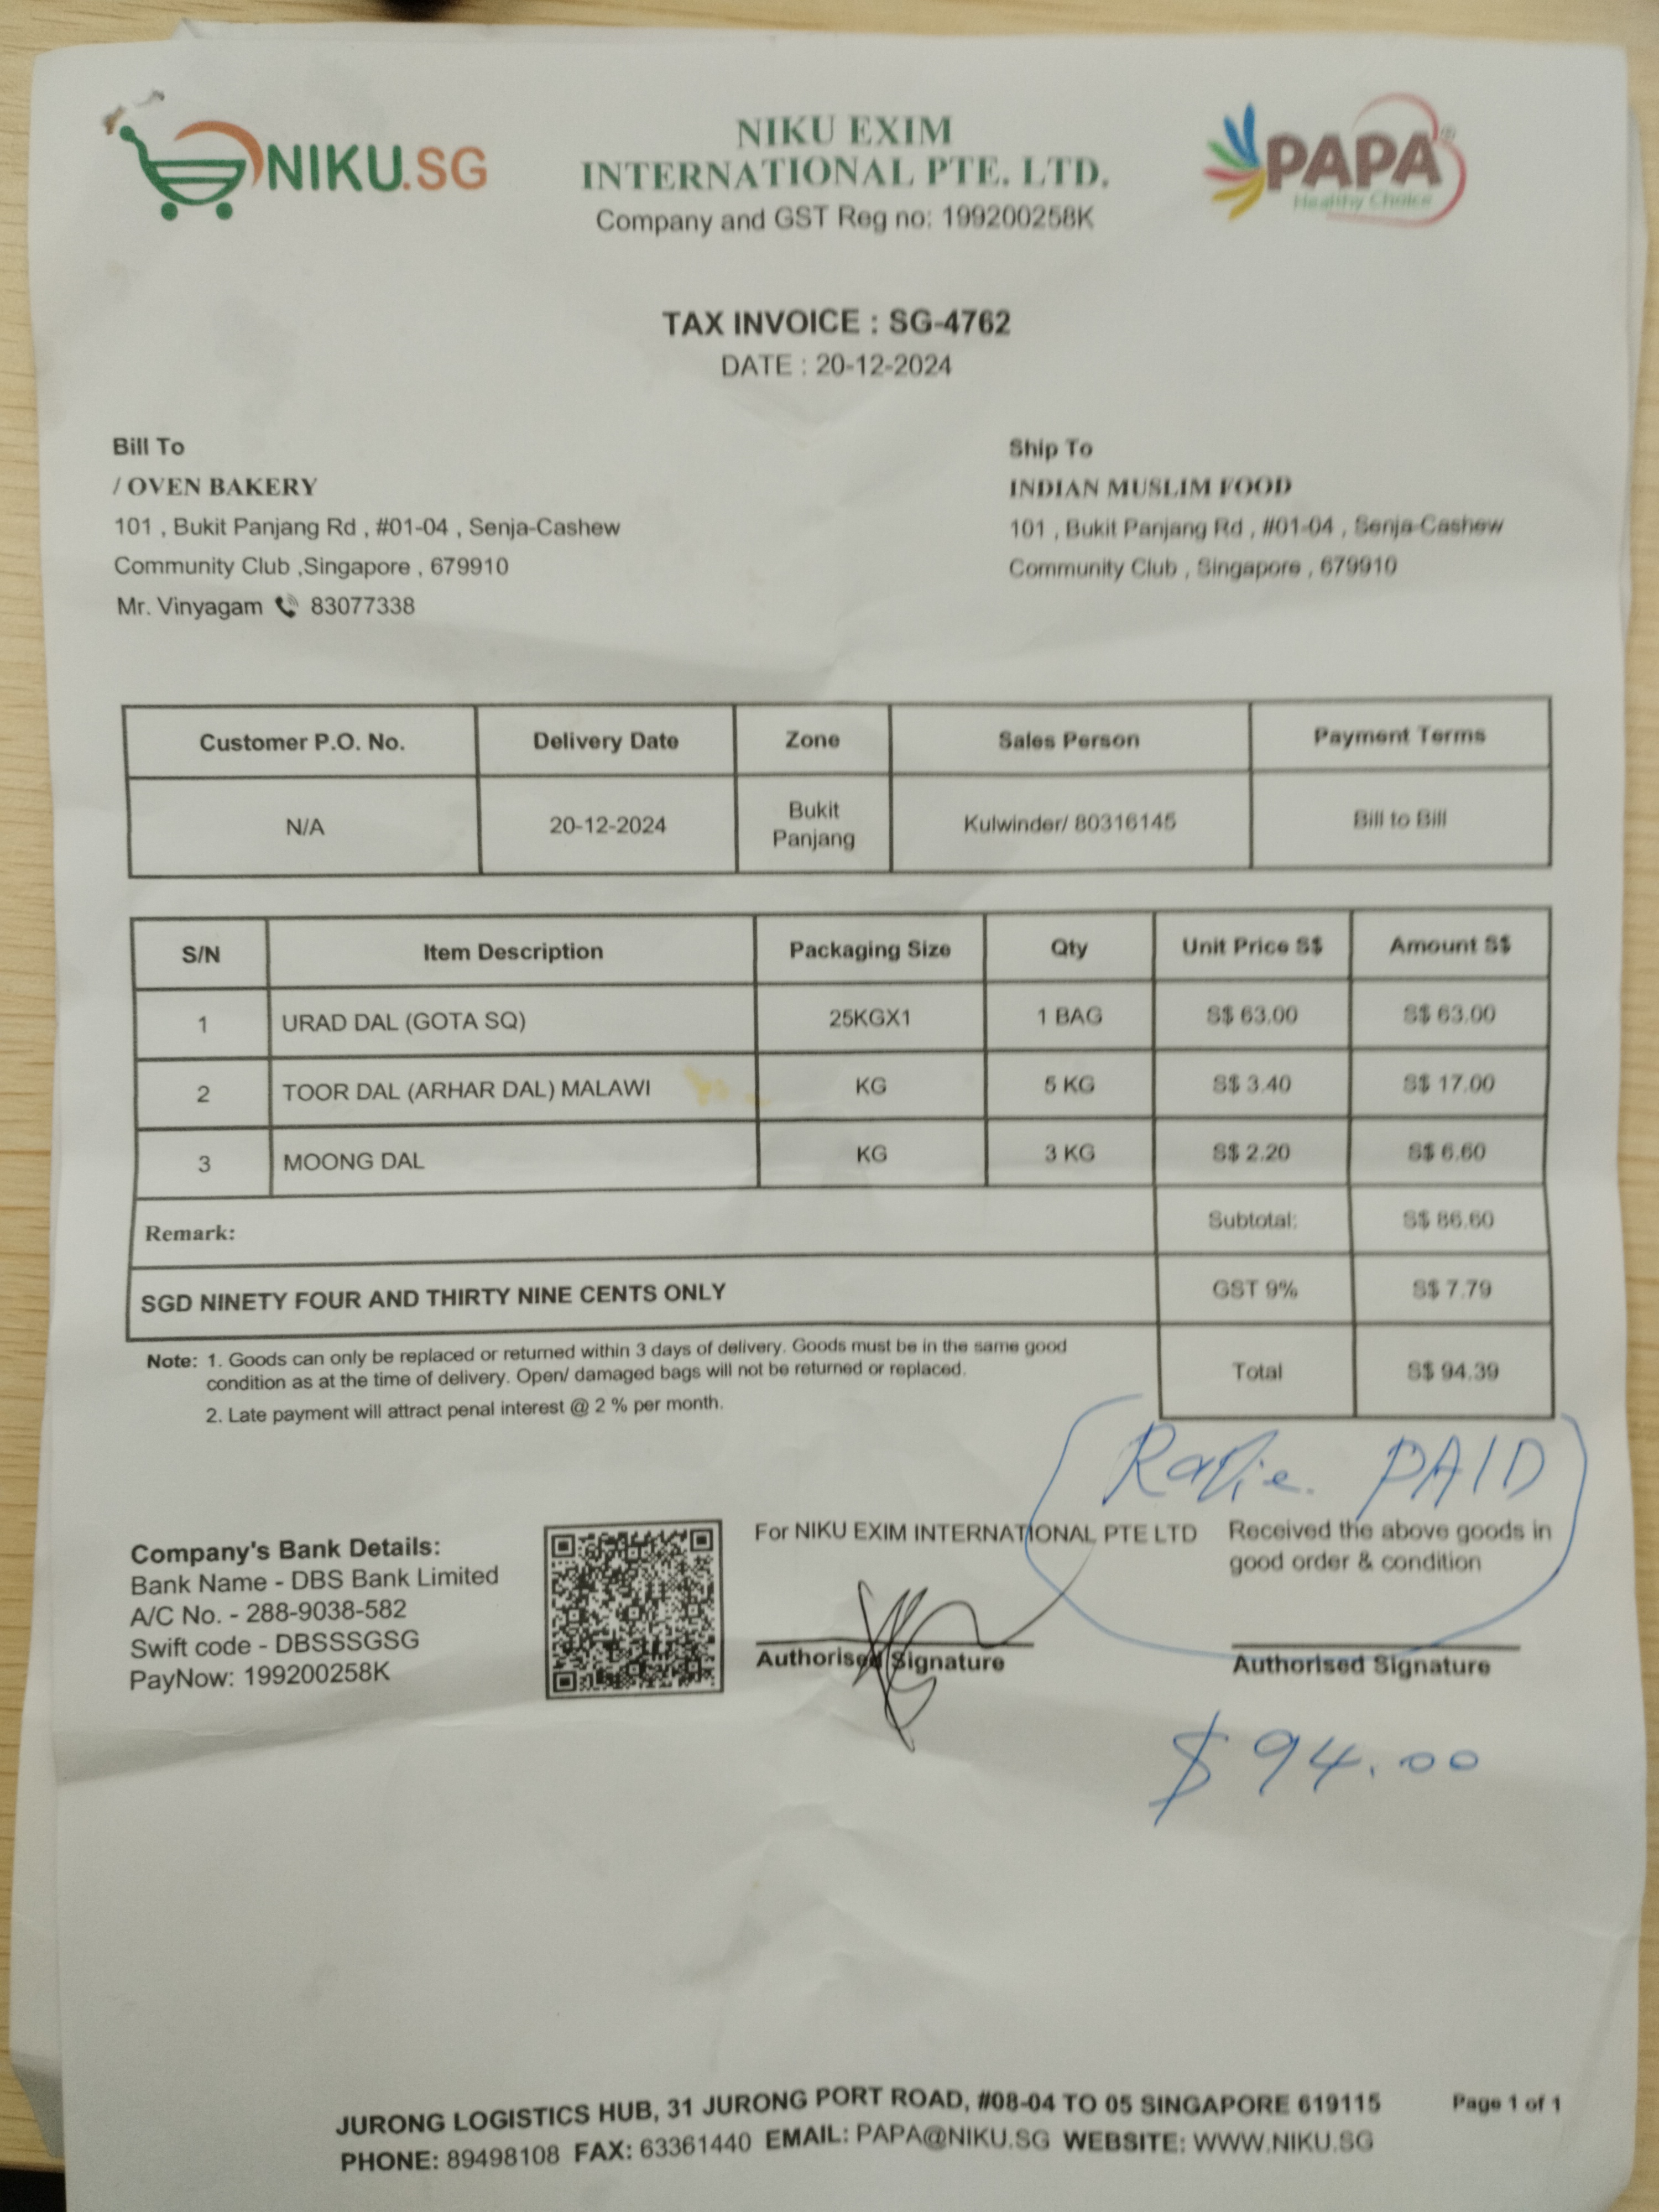 NIKU.SG
NIKU EXIM
INTERNATIONAL PTE. LTD.
Company and GST Reg no: 199200258K
PAPA®
Healthy Choice
TAX INVOICE : SG-4762
DATE : 20-12-2024
Bill To
/ OVEN BAKERY
101 , Bukit Panjang Rd , #01-04 , Senja-Cashew
Community Club ,Singapore , 679910
Mr. Vinyagam 83077338
Ship To
INDIAN MUSLIM FOOD
101 , Bukit Panjang Rd , #01-04 , Senja-Cashew
Community Club , Singapore , 679910
Customer P.O. No. Delivery Date Zone Sales Person Payment Terms
N/A 20-12-2024 Bukit Panjang Kulwinder/ 80316145 Bill to Bill
S/N Item Description Packaging Size Qty Unit Price S$ Amount S$
1 URAD DAL (GOTA SQ) 25KGX1 1 BAG S$ 63.00 S$ 63.00
2 TOOR DAL (ARHAR DAL) MALAWI KG 5 KG S$ 3.40 S$ 17.00
3 MOONG DAL KG 3 KG S$ 2.20 S$ 6.60
Remark: Subtotal: S$ 86.60
SGD NINETY FOUR AND THIRTY NINE CENTS ONLY GST 9% S$ 7.79
Total S$ 94.39
Note: 1. Goods can only be replaced or returned within 3 days of delivery. Goods must be in the same good
condition as at the time of delivery. Open/ damaged bags will not be returned or replaced.
2. Late payment will attract penal interest @ 2 % per month.
PAID
Company's Bank Details:
Bank Name - DBS Bank Limited
A/C No. - 288-9038-582
Swift code - DBSSSGSG
PayNow: 199200258K
For NIKU EXIM INTERNATIONAL PTE LTD
Authorised Signature
Received the above goods in
good order & condition
Authorised Signature
$ 94.00
JURONG LOGISTICS HUB, 31 JURONG PORT ROAD, #08-04 TO 05 SINGAPORE 619115
PHONE: 89498108 FAX: 63361440 EMAIL: PAPA@NIKU.SG WEBSITE: WWW.NIKU.SG
Page 1 of 1